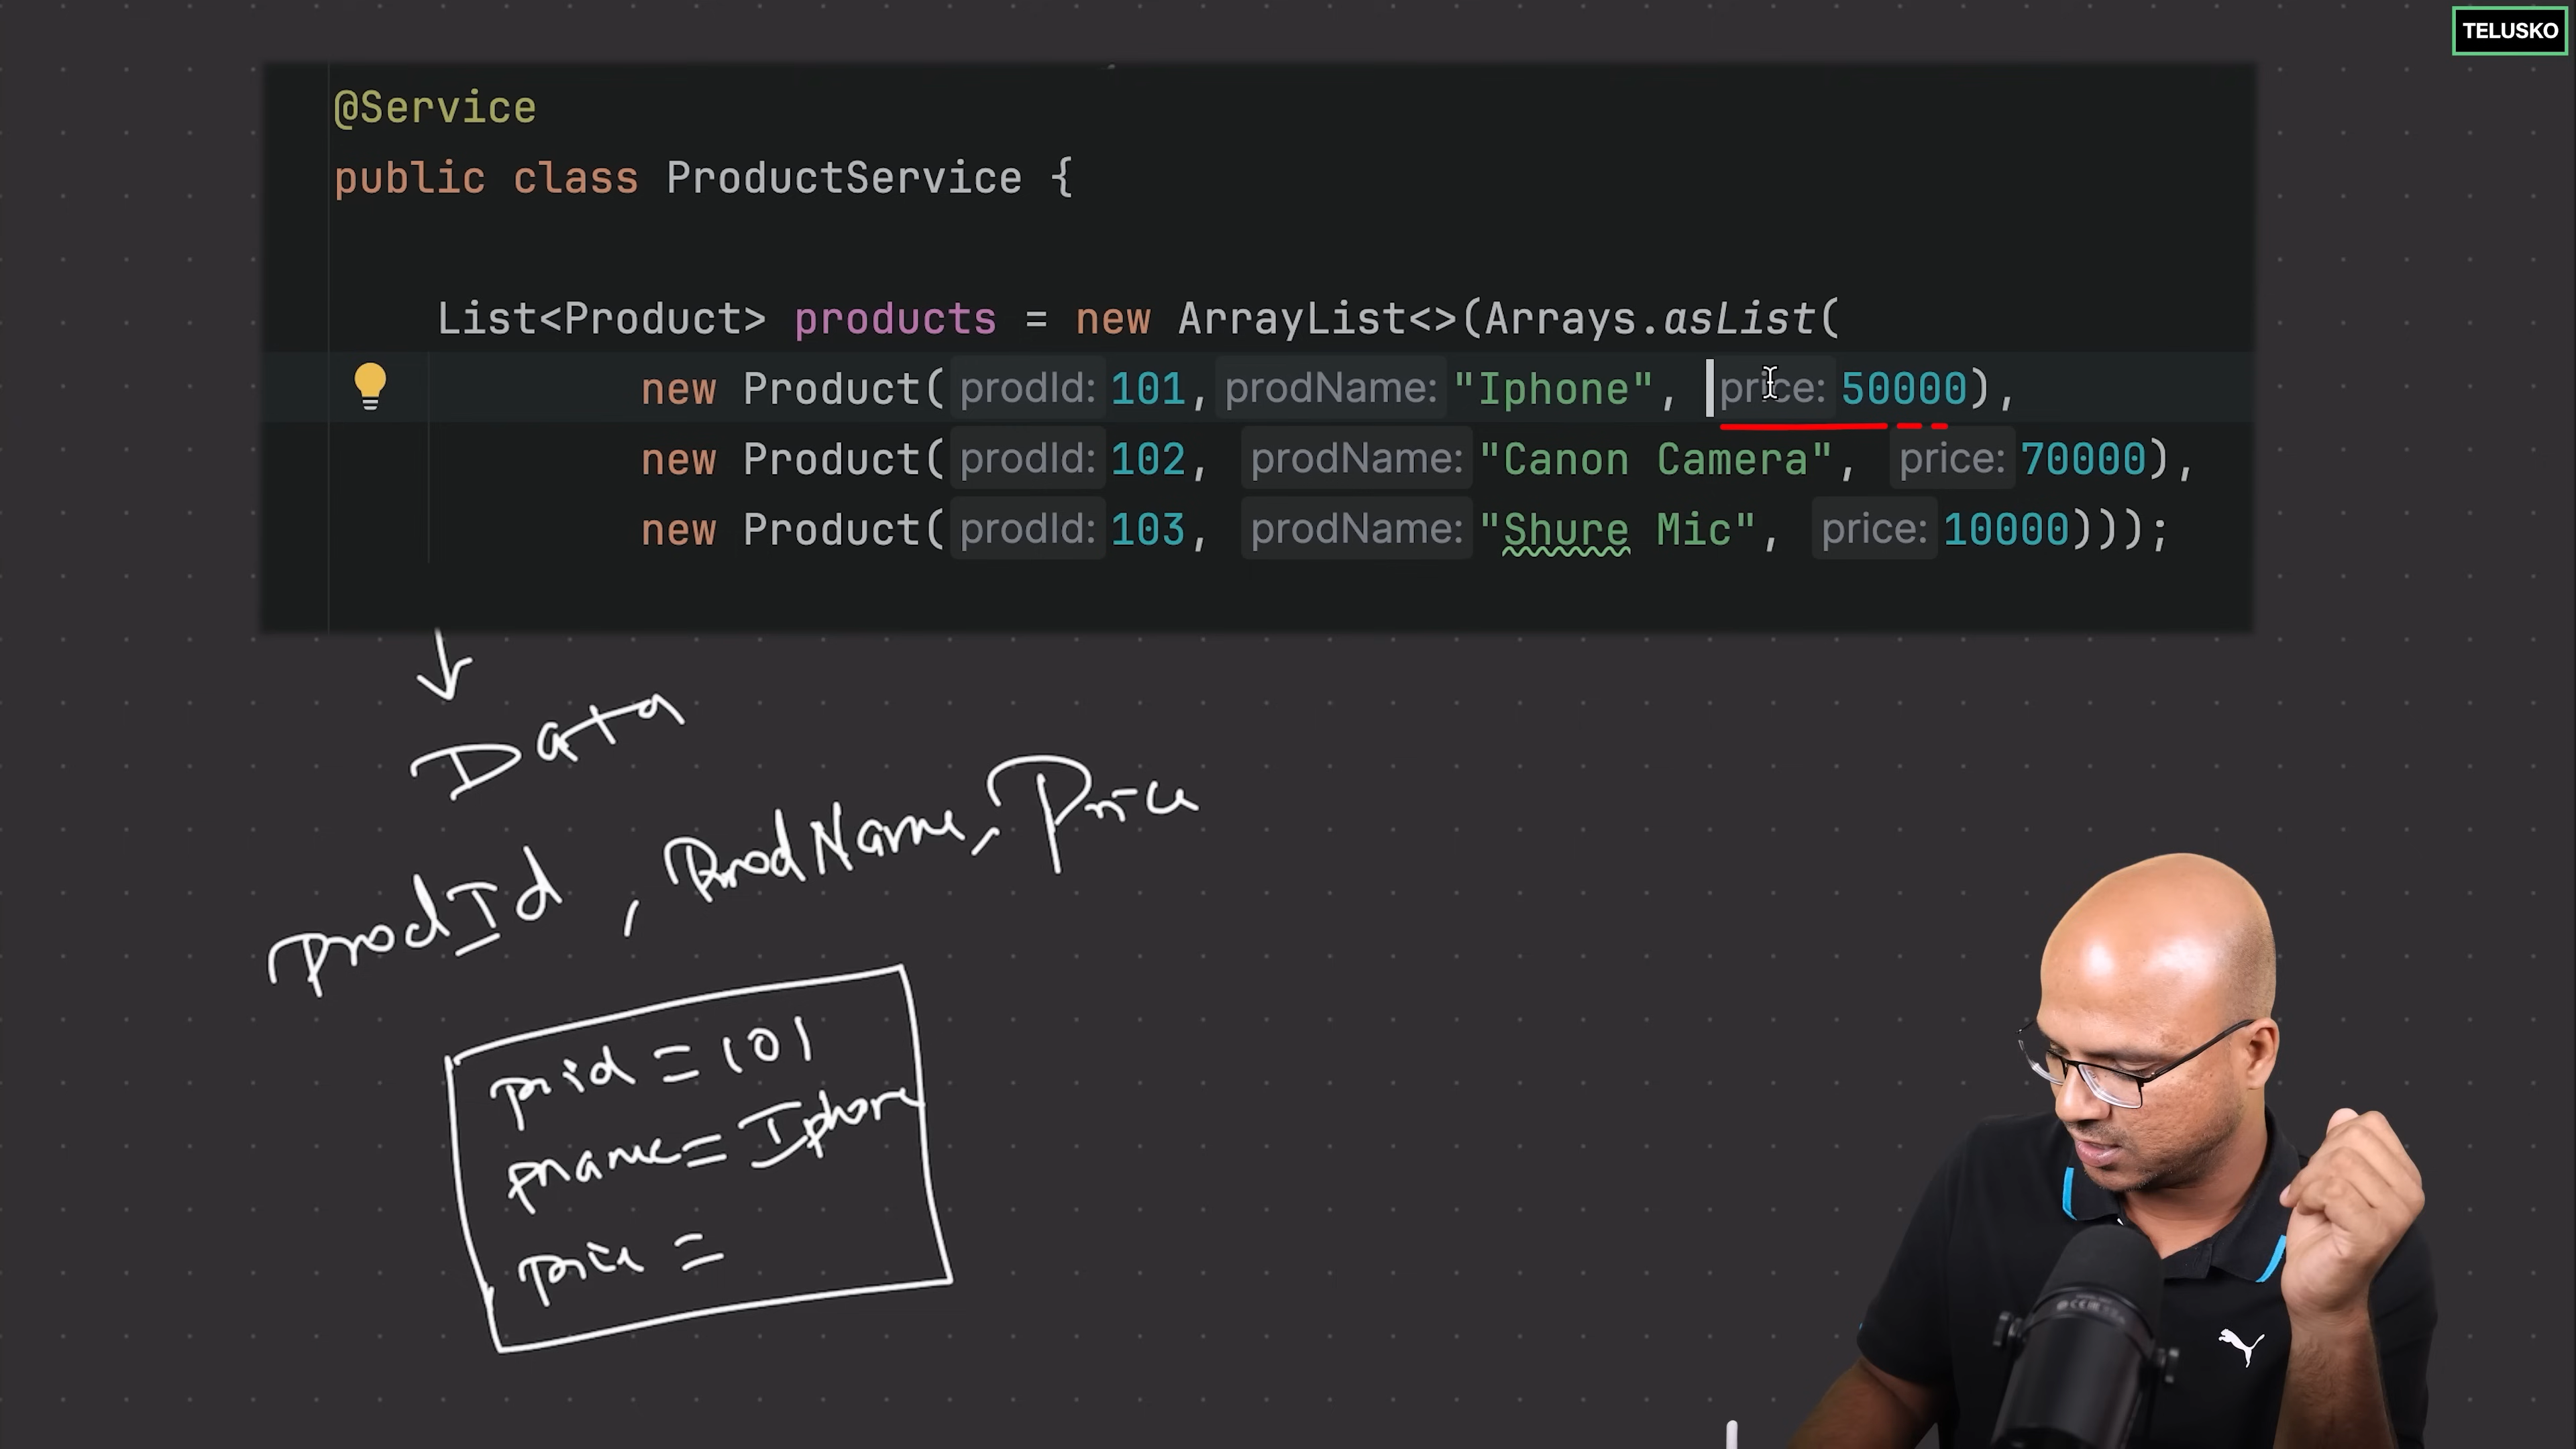 TELUSKO
@Service
public class ProductService {
List<Product> products = new ArrayList<>(Arrays.asList(
new Product( prodId: 101, prodName: "Iphone", price: 50000),
new Product( prodId: 102, prodName: "Canon Camera", price: 70000),
new Product( prodId: 103, prodName: "Shure Mic", price: 10000)));
Data
prodId , ProdName, Price
prid = 101
pname = Iphone
price =